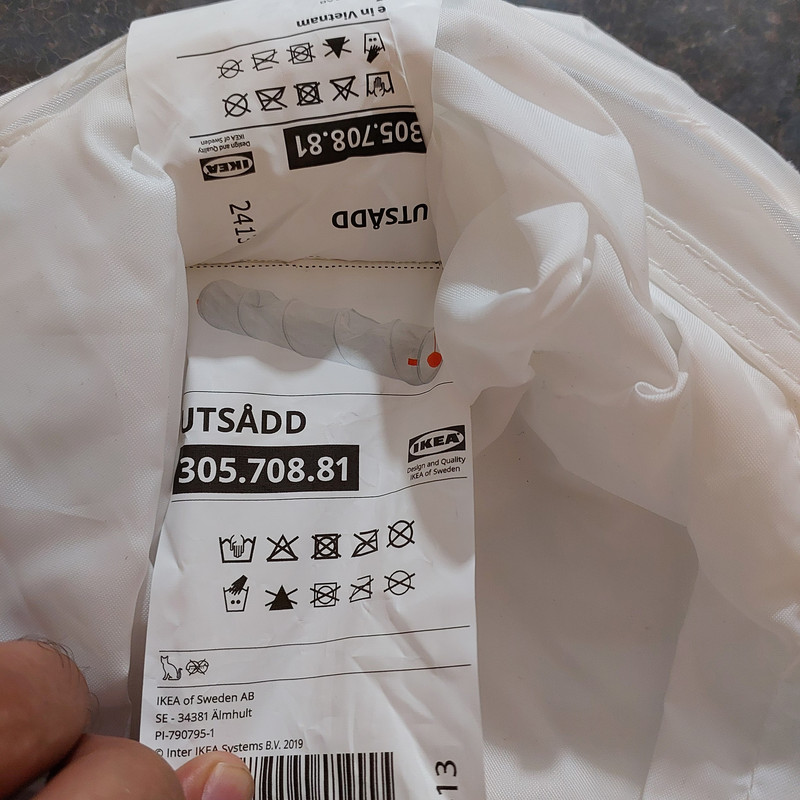 e in Vietnam
305.708.81
IKEA
Design and Quality
IKEA of Sweden
UTSÅDD
2413
UTSÅDD
305.708.81
IKEA
Design and Quality
IKEA of Sweden
IKEA of Sweden AB
SE - 34381 Älmhult
PI-790795-1
© Inter IKEA Systems B.V. 2019
13